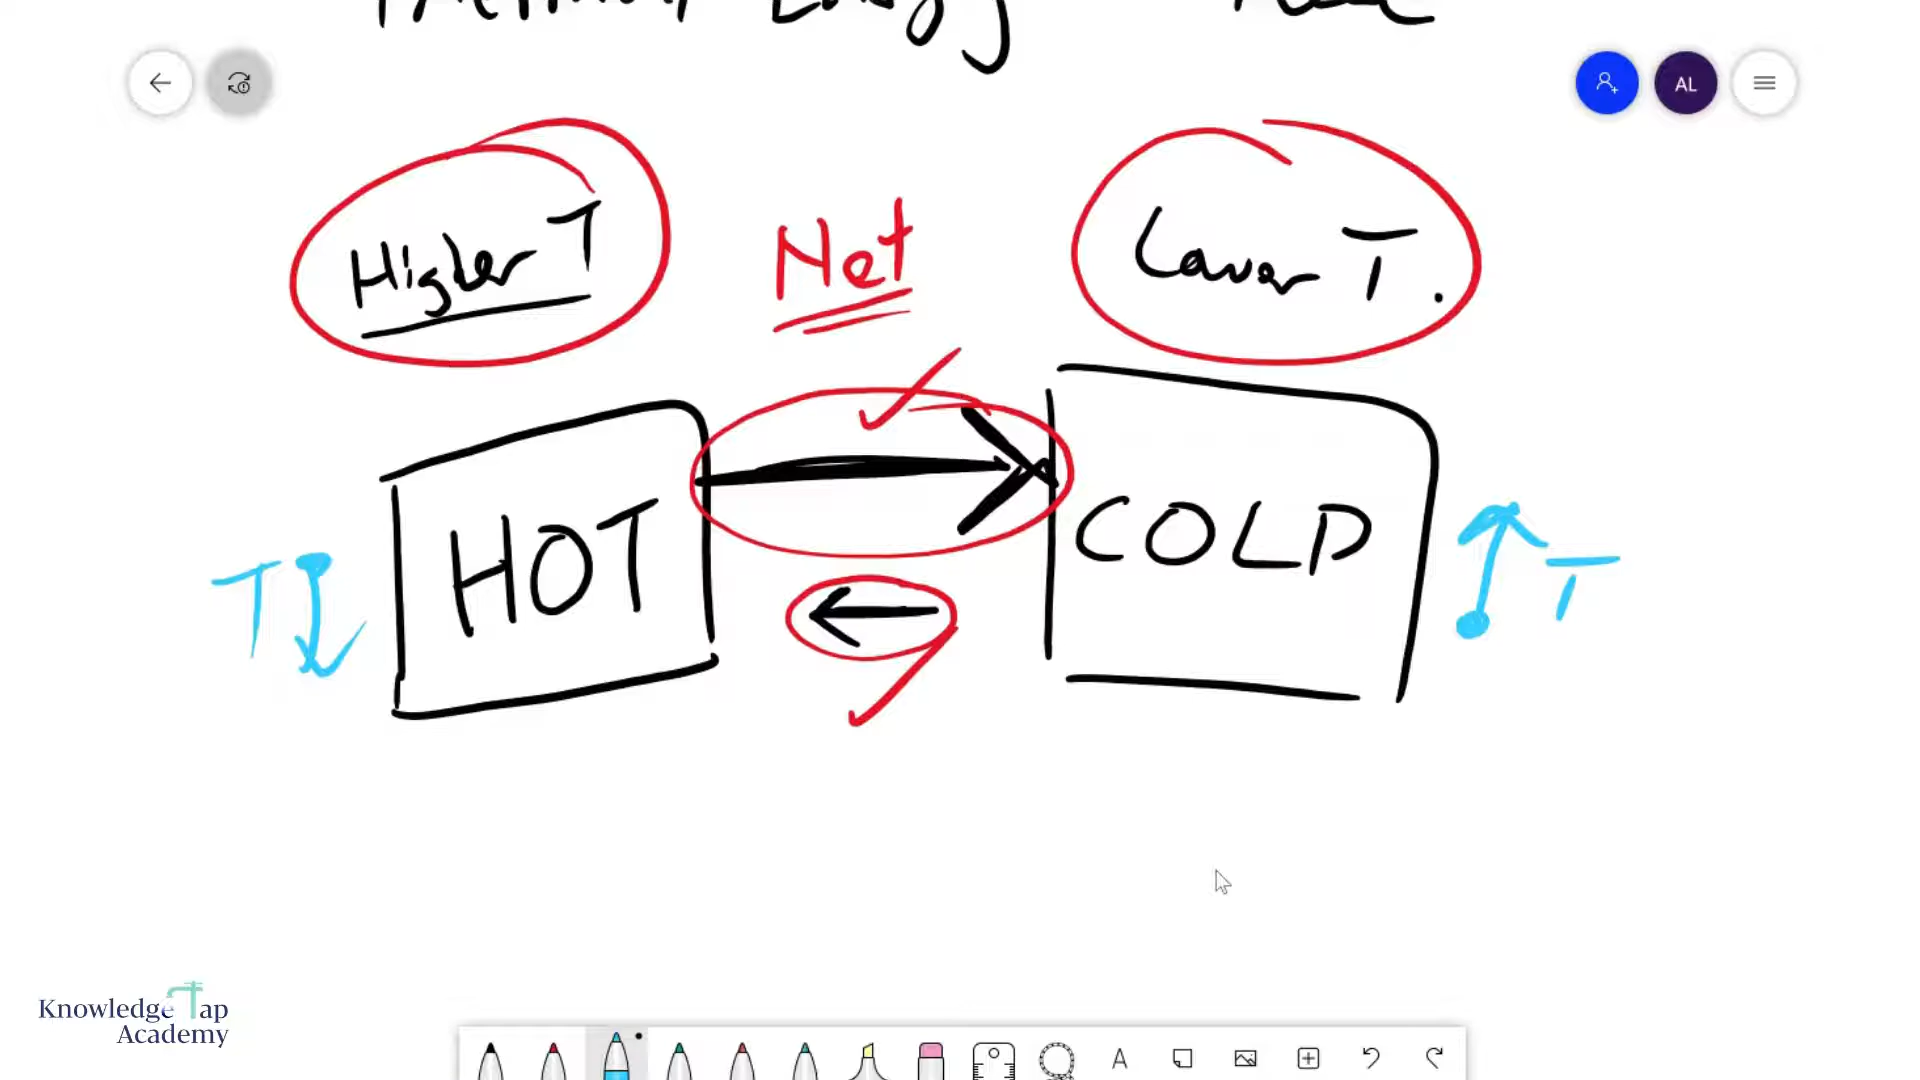 AL
Higher T
Net
Lower T.
HOT
COLD
T
T
Knowledge Tap
Academy
A